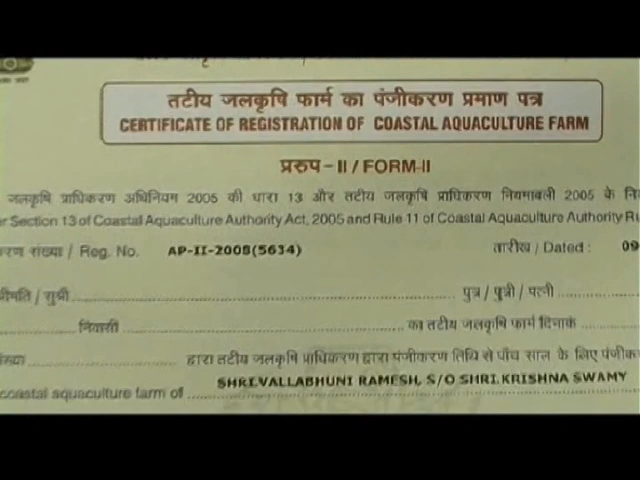 तटीय जलकृषि फार्म का पंजीकरण प्रमाण पत्र
CERTIFICATE OF REGISTRATION OF COASTAL AQUACULTURE FARM
प्ररुप-II / FORM-II
जलकृषि प्राधिकरण अधिनियम 2005 की धारा 13 और तटीय जलकृषि प्राधिकरण नियमाबली 2005 के
Section 13 of Coastal Aquaculture Authority Act, 2005 and Rule 11 of Coastal Aquaculture Authority
संख्या / Reg. No. AP-II-2008(5634) तारीख / Dated : 09
/ सुश्री पुत्र / पुत्री / पत्नी
निवासी का तटीय जलकृषि फार्म दिनांक
द्वारा तटीय जलकृषि प्राधिकरण द्वारा पंजीकरण तिथि से पाँच साल के लिए
SHRI.VALLABHUNI RAMESH, S/O SHRI.KRISHNA SWAMY
coastal aquaculture farm of